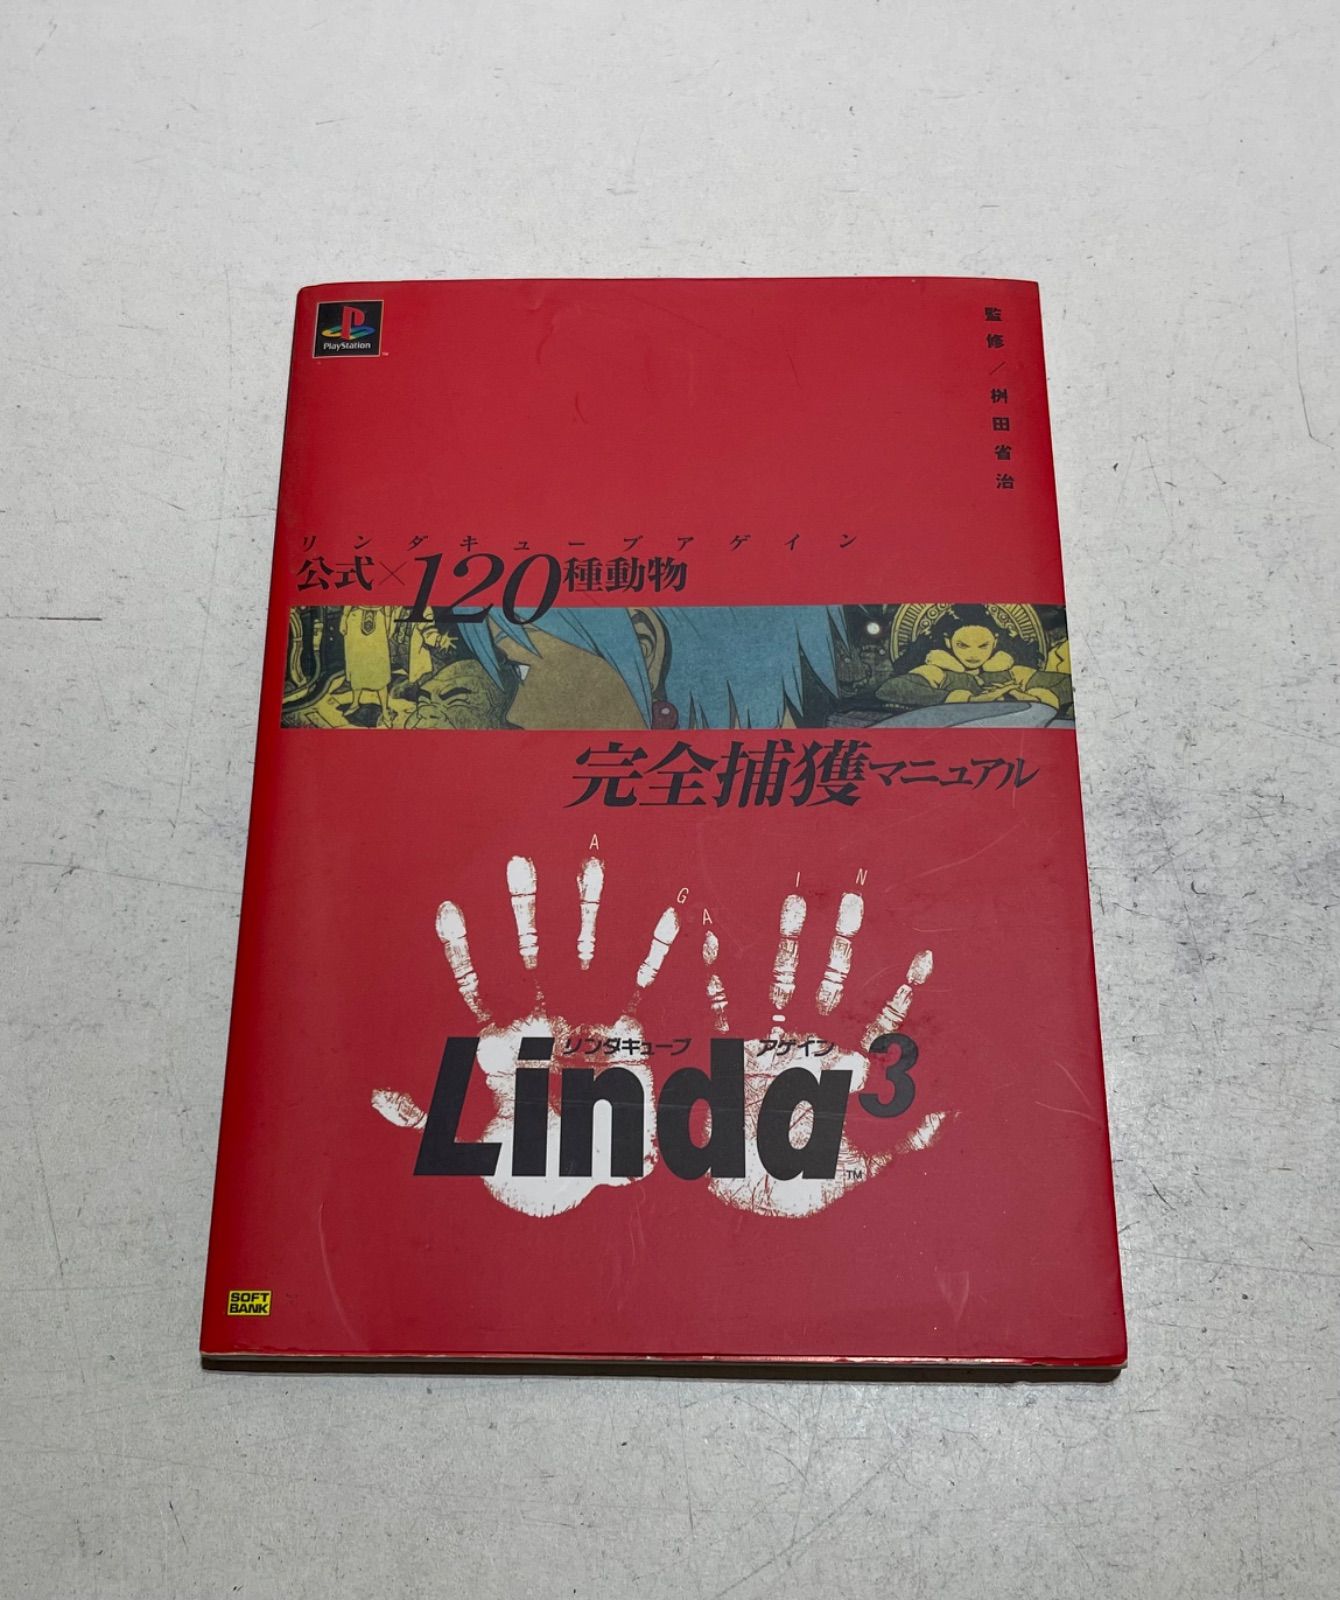 PlayStation
監修／桝田省治
リンダキューブアゲイン
公式×120種動物
完全捕獲マニュアル
AGAIN
リンダキューブ アゲイン
Linda3
TM
SOFT
BANK